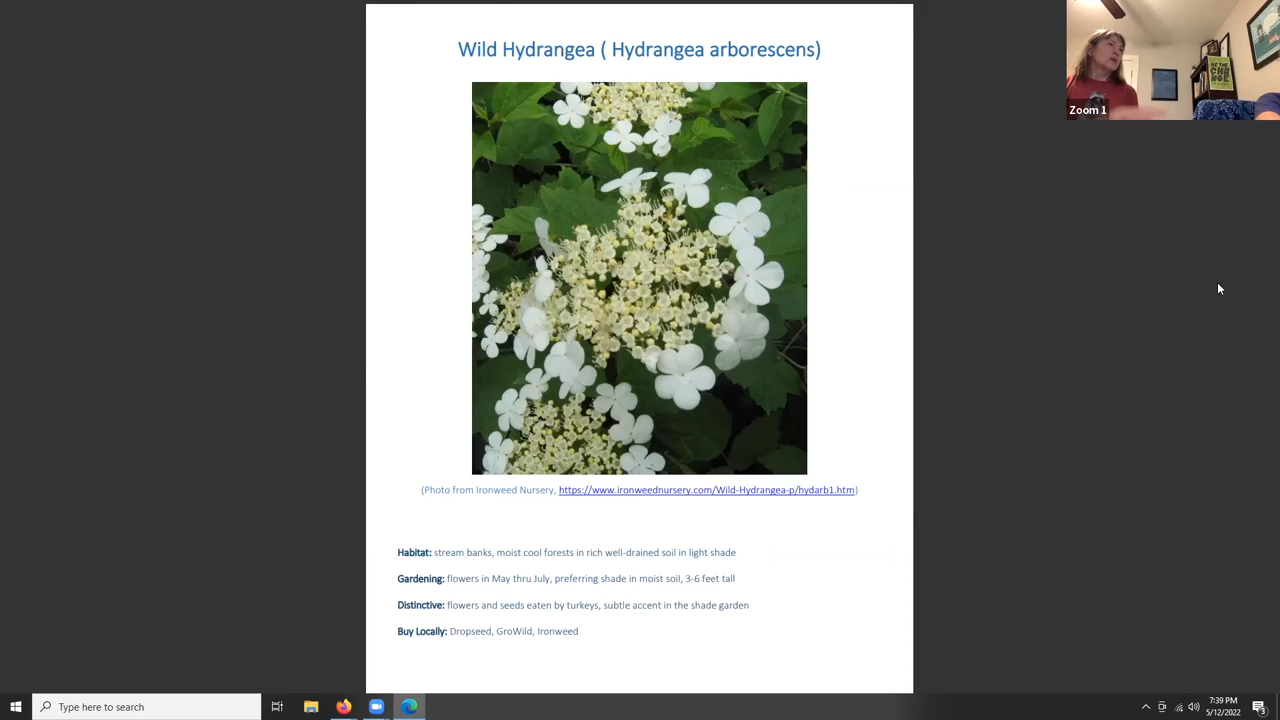 Wild Hydrangea ( Hydrangea arborescens)
Zoom 1
BE THE
CHANGE
(Photo from Ironweed Nursery, https://www.ironweednursery.com/Wild-Hydrangea-p/hydarb1.htm)
Habitat: stream banks, moist cool forests in rich well-drained soil in light shade
Gardening: flowers in May thru July, preferring shade in moist soil, 3-6 feet tall
Distinctive: flowers and seeds eaten by turkeys, subtle accent in the shade garden
Buy Locally: Dropseed, GroWild, Ironweed
Type here to search
7:39 PM
5/12/2022